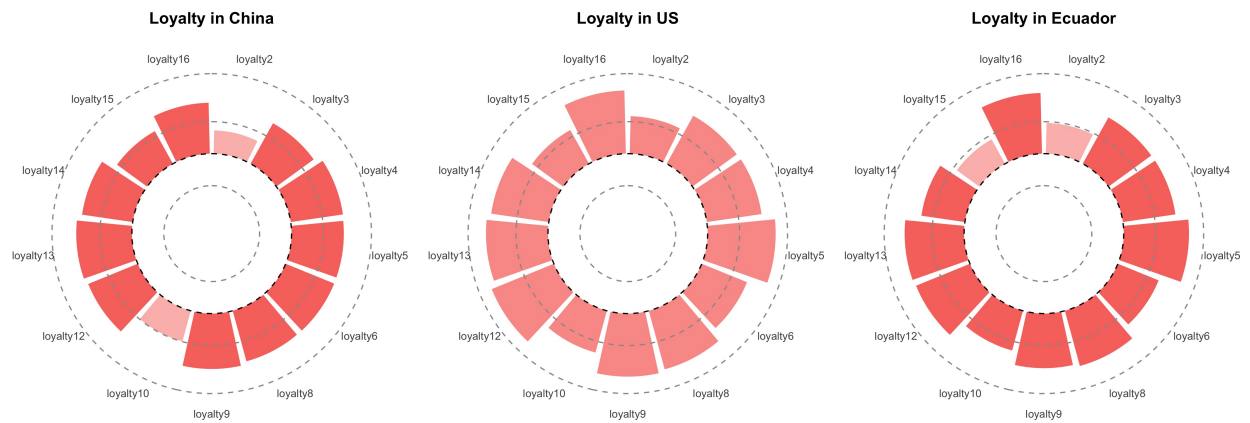 Loyalty in China
loyalty16
loyalty2
loyalty15
loyalty3
loyalty14
loyalty4
loyalty13
loyalty5
loyalty12
loyalty6
loyalty10
loyalty8
loyalty9
Loyalty in US
loyalty16
loyalty2
loyalty15
loyalty3
loyalty14
loyalty4
loyalty13
loyalty5
loyalty12
loyalty6
loyalty10
loyalty8
loyalty9
Loyalty in Ecuador
loyalty16
loyalty2
loyalty15
loyalty3
loyalty14
loyalty4
loyalty13
loyalty5
loyalty12
loyalty6
loyalty10
loyalty8
loyalty9